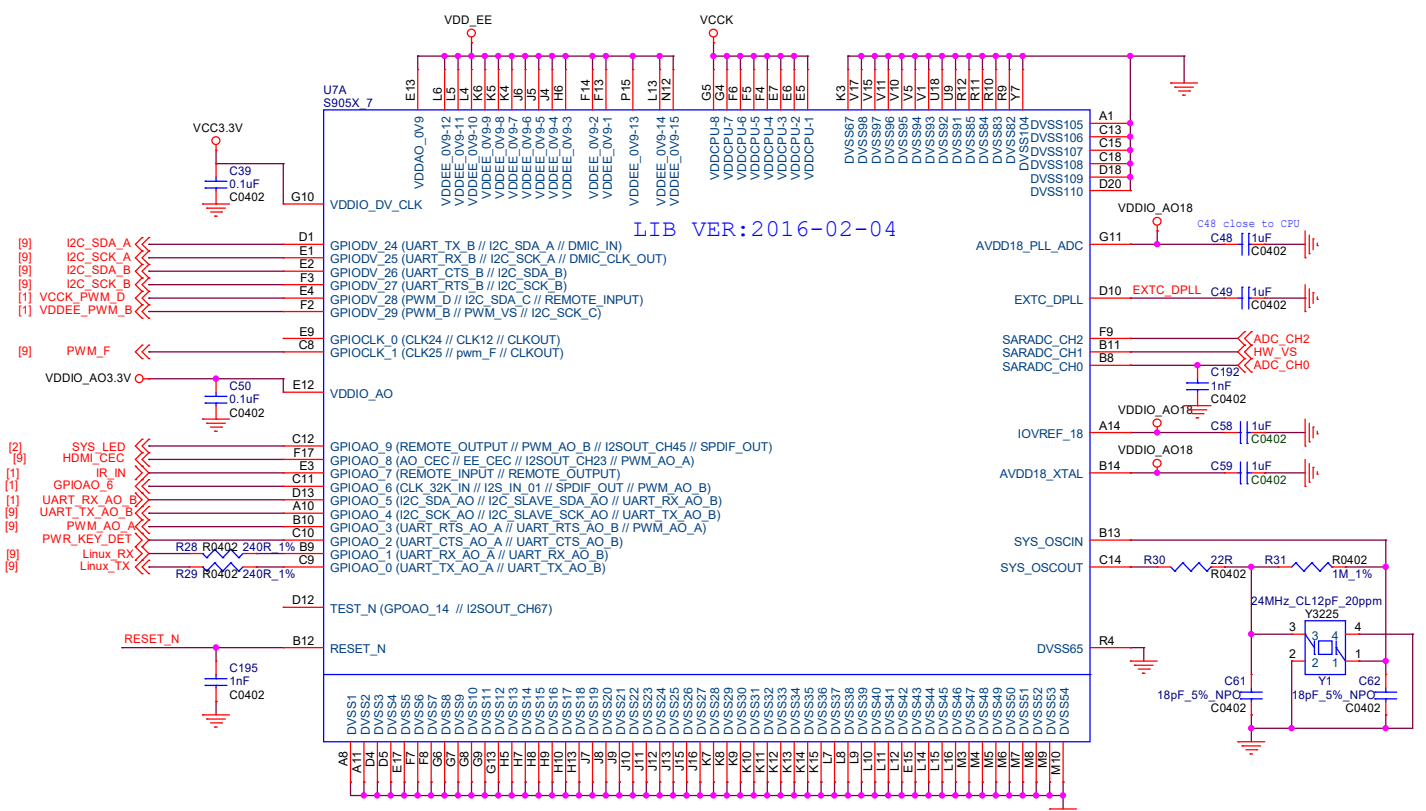 VDD_EE
VCCK
U7A
S905X_7
E13
L6
L5
L4
K6
K5
K4
J6
J5
J4
H6
F14
F13
P15
L13
N12
G5
G4
F6
F5
F4
E7
E6
E5
K3
V17
V15
V11
V10
V5
V1
U18
U9
R12
R11
R10
R9
Y7
VDDAO_0V9
VDDEE_0V9-12
VDDEE_0V9-11
VDDEE_0V9-10
VDDEE_0V9-9
VDDEE_0V9-8
VDDEE_0V9-7
VDDEE_0V9-6
VDDEE_0V9-5
VDDEE_0V9-4
VDDEE_0V9-3
VDDEE_0V9-2
VDDEE_0V9-1
VDDEE_0V9-13
VDDEE_0V9-14
VDDEE_0V9-15
VDDCPU-8
VDDCPU-7
VDDCPU-6
VDDCPU-5
VDDCPU-4
VDDCPU-3
VDDCPU-2
VDDCPU-1
DVSS67
DVSS98
DVSS97
DVSS96
DVSS95
DVSS94
DVSS93
DVSS92
DVSS91
DVSS85
DVSS84
DVSS83
DVSS82
DVSS104
DVSS105 A1
DVSS106 C13
DVSS107 C15
DVSS108 C18
DVSS109 D18
DVSS110 D20
VCC3.3V
C39
0.1uF
C0402
G10 VDDIO_DV_CLK
LIB VER:2016-02-04
[9] I2C_SDA_A D1 GPIODV_24 (UART_TX_B // I2C_SDA_A // DMIC_IN)
[9] I2C_SCK_A E1 GPIODV_25 (UART_RX_B // I2C_SCK_A // DMIC_CLK_OUT)
[9] I2C_SDA_B E2 GPIODV_26 (UART_CTS_B // I2C_SDA_B)
[9] I2C_SCK_B F3 GPIODV_27 (UART_RTS_B // I2C_SCK_B)
[1] VCCK_PWM_D E4 GPIODV_28 (PWM_D // I2C_SDA_C // REMOTE_INPUT)
[1] VDDEE_PWM_B F2 GPIODV_29 (PWM_B // PWM_VS // I2C_SCK_C)
E9 GPIOCLK_0 (CLK24 // CLK12 // CLKOUT)
[9] PWM_F C8 GPIOCLK_1 (CLK25 // pwm_F // CLKOUT)
VDDIO_AO3.3V
C50
0.1uF
C0402
E12 VDDIO_AO
[2] SYS_LED C12 GPIOAO_9 (REMOTE_OUTPUT // PWM_AO_B // I2SOUT_CH45 // SPDIF_OUT)
[9] HDMI_CEC F17 GPIOAO_8 (AO_CEC // EE_CEC // I2SOUT_CH23 // PWM_AO_A)
[1] IR_IN E3 GPIOAO_7 (REMOTE_INPUT // REMOTE_OUTPUT)
[1] GPIOAO_6 C11 GPIOAO_6 (CLK_32K_IN // I2S_IN_01 // SPDIF_OUT // PWM_AO_B)
[1] UART_RX_AO_B D13 GPIOAO_5 (I2C_SDA_AO // I2C_SLAVE_SDA_AO // UART_RX_AO_B)
[9] UART_TX_AO_B A10 GPIOAO_4 (I2C_SCK_AO // I2C_SLAVE_SCK_AO // UART_TX_AO_B)
[9] PWM_AO_A B10 GPIOAO_3 (UART_RTS_AO_A // UART_RTS_AO_B // PWM_AO_A)
PWR_KEY_DET C10 GPIOAO_2 (UART_CTS_AO_A // UART_CTS_AO_B)
[9] Linux_RX R28 R0402 240R_1% B9 GPIOAO_1 (UART_RX_AO_A // UART_RX_AO_B)
[9] Linux_TX R29 R0402 240R_1% C9 GPIOAO_0 (UART_TX_AO_A // UART_TX_AO_B)
D12 TEST_N (GPOAO_14 // I2SOUT_CH67)
RESET_N B12 RESET_N
C195
1nF
C0402
VDDIO_AO18
C48 close to CPU
AVDD18_PLL_ADC G11 C48 1uF
C0402
EXTC_DPLL D10 EXTC_DPLL C49 1uF
C0402
SARADC_CH2 F9 ADC_CH2
SARADC_CH1 B11 HW_VS
SARADC_CH0 B8 ADC_CH0
C192
1nF
C0402
VDDIO_AO18
IOVREF_18 A14 C58 1uF
C0402
VDDIO_AO18
AVDD18_XTAL B14 C59 1uF
C0402
SYS_OSCIN B13
SYS_OSCOUT C14 R30 22R R31 R0402
R0402 1M_1%
24MHz_CL12pF_20ppm
Y3225
3 3 4 4
2 2 1 1
Y1
C61
18pF_5%_NPO
C0402
C62
18pF_5%_NPO
C0402
DVSS65 R4
DVSS1
DVSS2
DVSS3
DVSS4
DVSS5
DVSS6
DVSS7
DVSS8
DVSS9
DVSS10
DVSS11
DVSS12
DVSS13
DVSS14
DVSS15
DVSS16
DVSS17
DVSS18
DVSS19
DVSS20
DVSS21
DVSS22
DVSS23
DVSS24
DVSS25
DVSS26
DVSS27
DVSS28
DVSS29
DVSS30
DVSS31
DVSS32
DVSS33
DVSS34
DVSS35
DVSS36
DVSS37
DVSS38
DVSS39
DVSS40
DVSS41
DVSS42
DVSS43
DVSS44
DVSS45
DVSS46
DVSS47
DVSS48
DVSS49
DVSS50
DVSS51
DVSS52
DVSS53
DVSS54
A8
A11
D4
D5
E17
F7
F8
G6
G7
G8
G9
G13
H5
H7
H8
H9
H10
H13
J7
J8
J9
J10
J11
J12
J13
J15
J16
K7
K8
K9
K10
K11
K12
K13
K14
K15
L7
L8
L9
L10
L11
L12
E15
L14
L15
L16
M3
M4
M5
M6
M7
M8
M9
M10